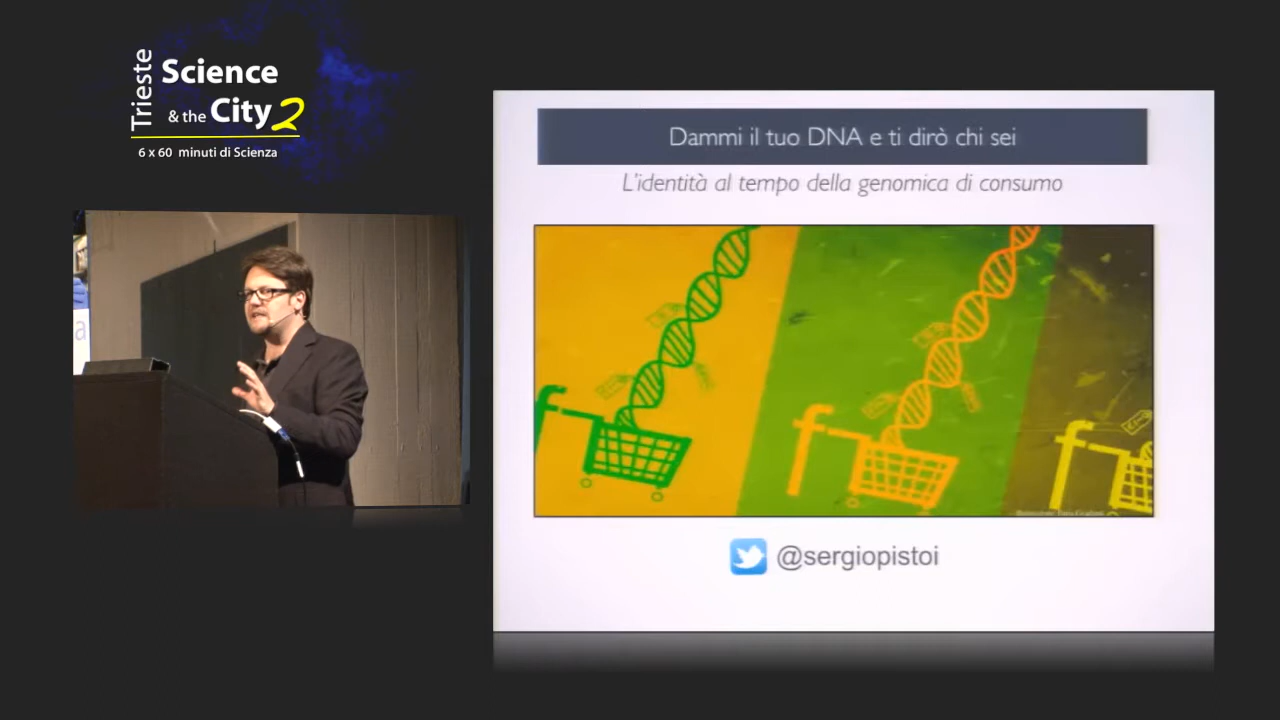 Trieste
Science
& the City 2
6 x 60 minuti di Scienza
Dammi il tuo DNA e ti dirò chi sei
L'identità al tempo della genomica di consumo
@sergiopistoi
a